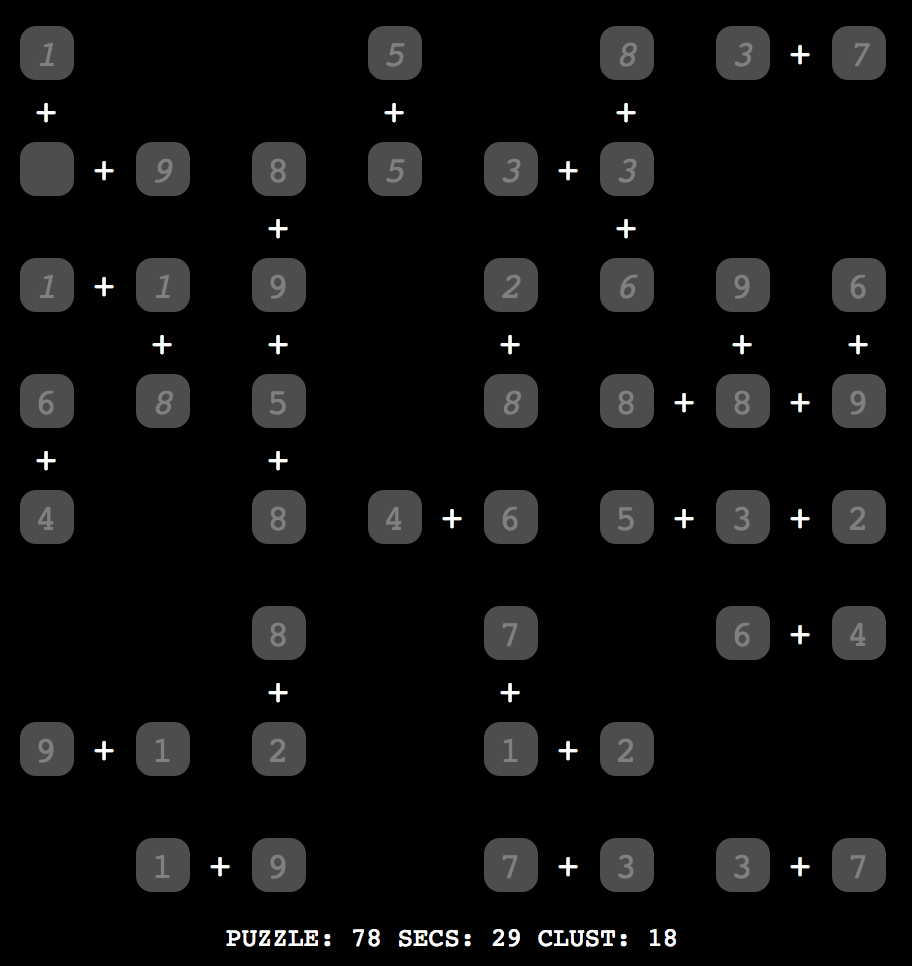 1 5 8 3 + 7
+ + +
+ 9 8 5 3 + 3
+ +
1 + 1 9 2 6 9 6
+ + + + +
6 8 5 8 8 + 8 + 9
+ +
4 8 4 + 6 5 + 3 + 2
8 7 6 + 4
+ +
9 + 1 2 1 + 2
1 + 9 7 + 3 3 + 7
PUZZLE: 78 SECS: 29 CLUST: 18